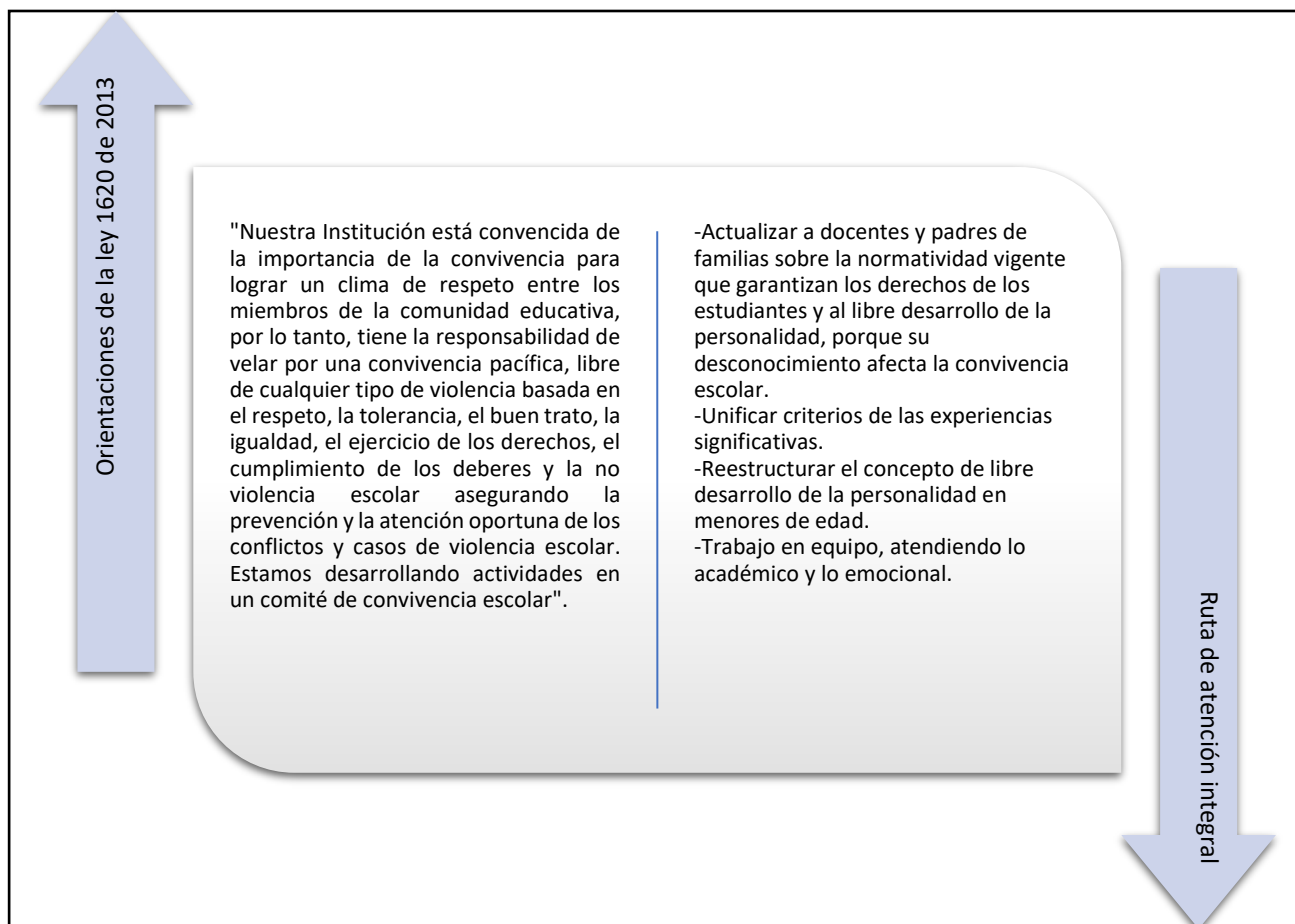 Orientaciones de la ley 1620 de 2013
"Nuestra Institución está convencida de
la importancia de la convivencia para
lograr un clima de respeto entre los
miembros de la comunidad educativa,
por lo tanto, tiene la responsabilidad de
velar por una convivencia pacífica, libre
de cualquier tipo de violencia basada en
el respeto, la tolerancia, el buen trato, la
igualdad, el ejercicio de los derechos, el
cumplimiento de los deberes y la no
violencia escolar asegurando la
prevención y la atención oportuna de los
conflictos y casos de violencia escolar.
Estamos desarrollando actividades en
un comité de convivencia escolar".
-Actualizar a docentes y padres de
familias sobre la normatividad vigente
que garantizan los derechos de los
estudiantes y al libre desarrollo de la
personalidad, porque su
desconocimiento afecta la convivencia
escolar.
-Unificar criterios de las experiencias
significativas.
-Reestructurar el concepto de libre
desarrollo de la personalidad en
menores de edad.
-Trabajo en equipo, atendiendo lo
académico y lo emocional.
Ruta de atención integral